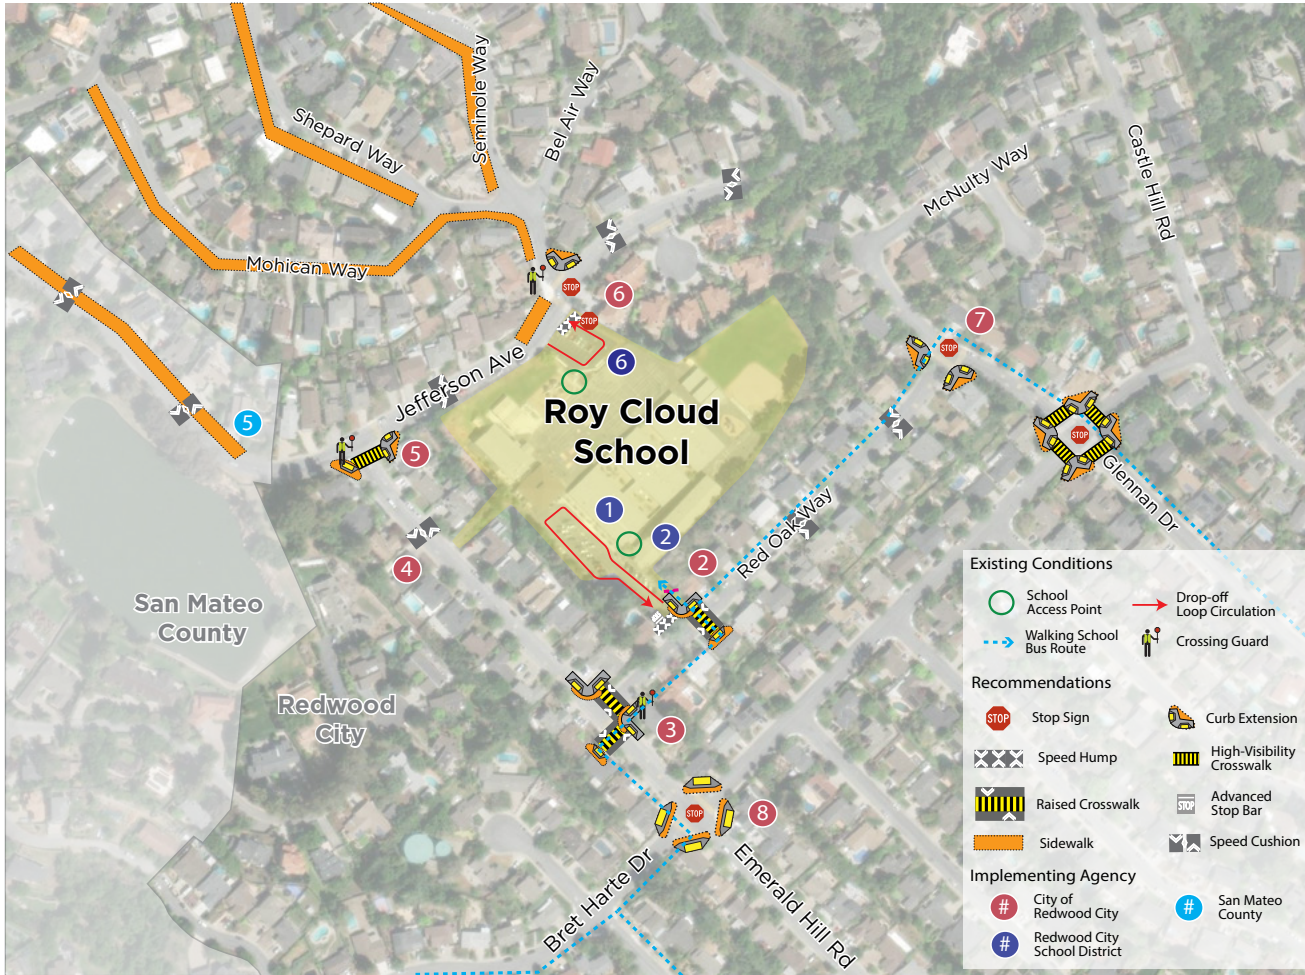 Seminole Way
Bel Air Way
Shepard Way
Castle Hill Rd
McNulty Way
Mohican Way
STOP
6
STOP
7
STOP
6
Jefferson Ave
5
5
Roy Cloud
School
STOP
Glennan Dr
1
2
Red Oak Way
4
2
San Mateo
County
Redwood
City
3
8
STOP
Bret Harte Dr
Emerald Hill Rd
Existing Conditions
School
Access Point
Drop-off
Loop Circulation
Walking School
Bus Route
Crossing Guard
Recommendations
STOP
Stop Sign
Curb Extension
Speed Hump
High-Visibility
Crosswalk
Raised Crosswalk
STOP
Advanced
Stop Bar
Sidewalk
Speed Cushion
Implementing Agency
#
City of
Redwood City
#
San Mateo
County
#
Redwood City
School District